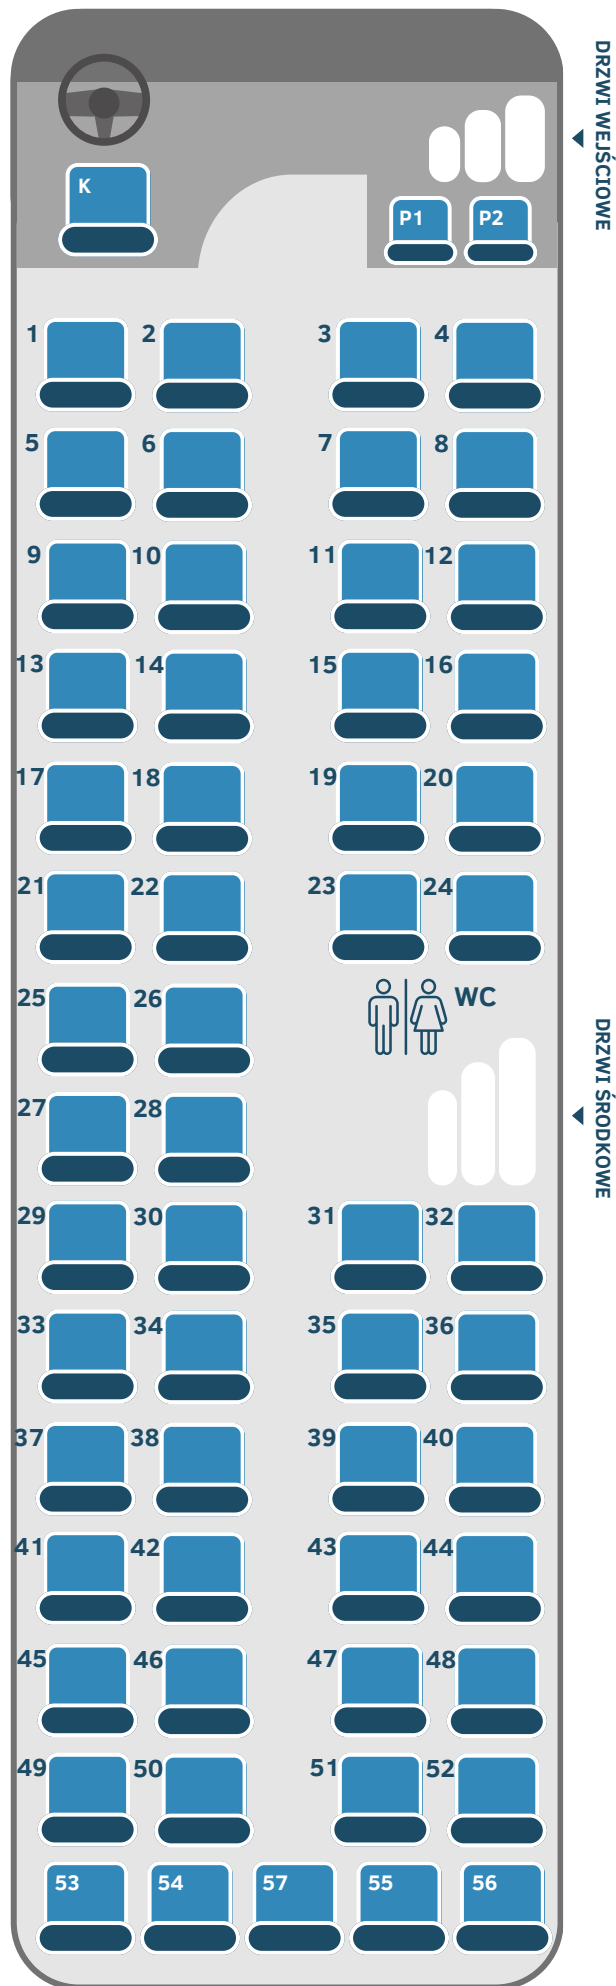 DRZWI WEJŚCIOWE
K
P1 P2
1 2 3 4
5 6 7 8
9 10 11 12
13 14 15 16
17 18 19 20
21 22 23 24
25 26 WC
DRZWI ŚRODKOWE
27 28
29 30 31 32
33 34 35 36
37 38 39 40
41 42 43 44
45 46 47 48
49 50 51 52
53 54 57 55 56